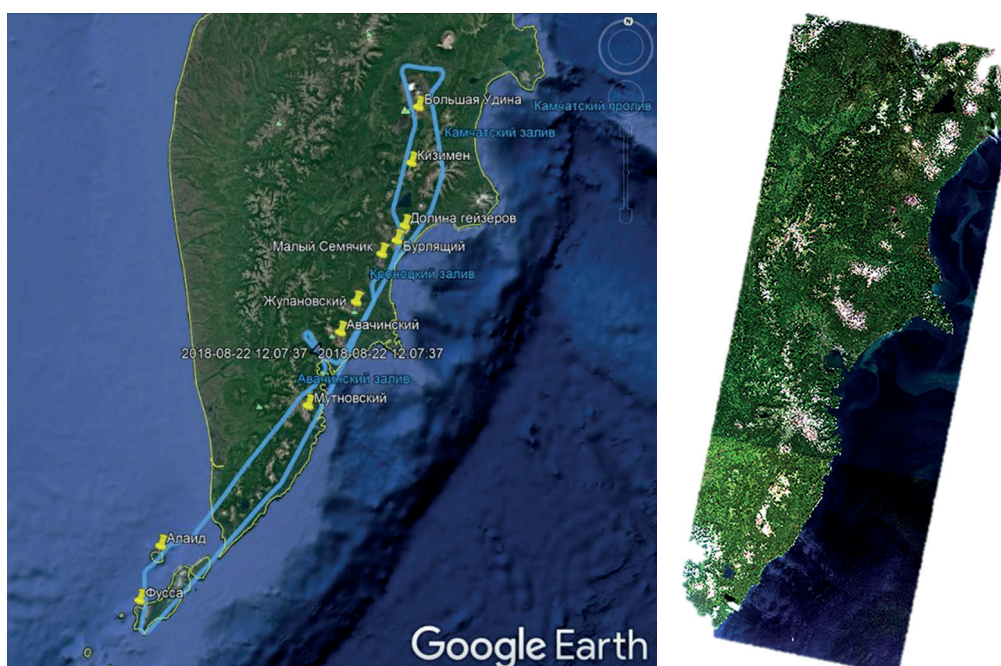 N
Большая Удина
Камчатский пролив
Камчатский залив
Кизимен
Долина гейзеров
Малый Семячик
Бурлящий
Кроноцкий залив
Жупановский
Авачинский
2018-08-22 12:07:37
2018-08-22 12:07:37
Авачинский залив
Мутновский
Алаид
Фусса
Google Earth